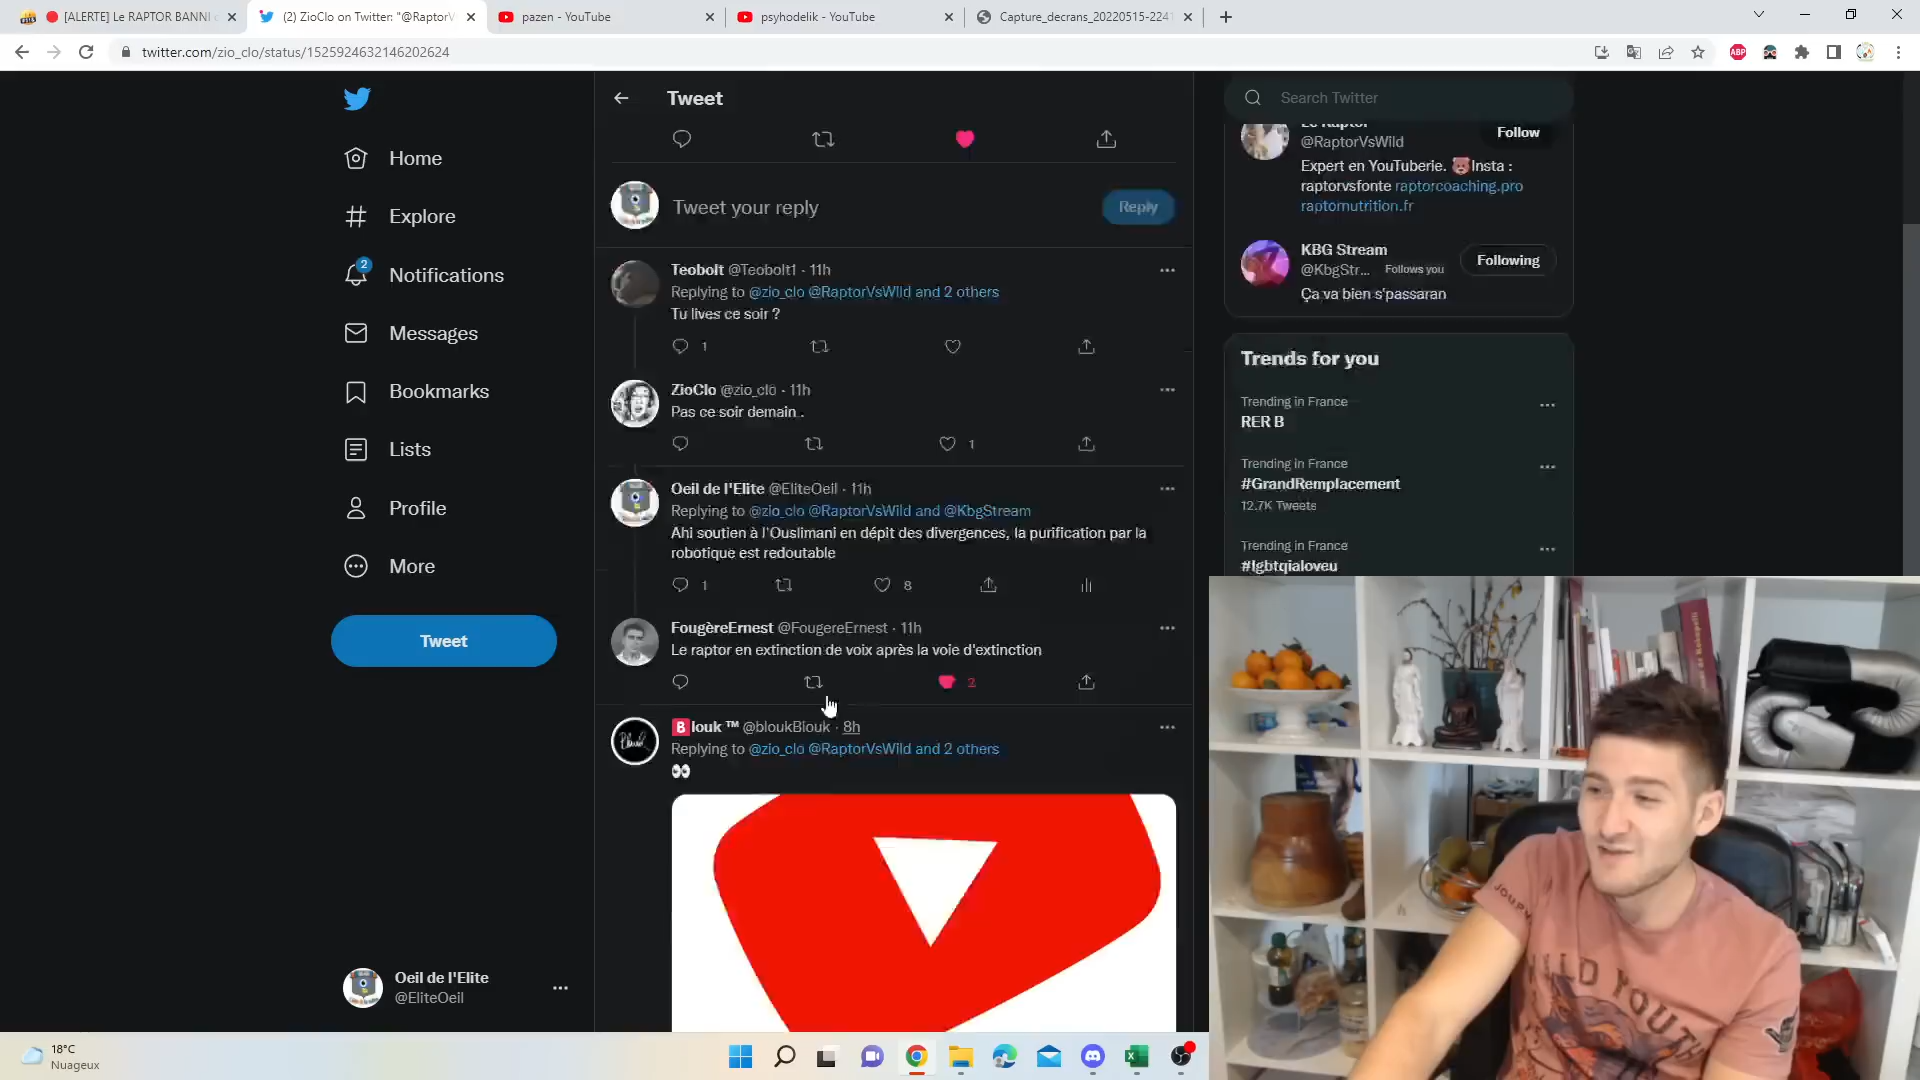 [ALERTE] Le RAPTOR BANNI
(2) ZioClo on Twitter: "@RaptorV
pazen - YouTube
psyhodelik - YouTube
Capture_decrans_20220515-2241
twitter.com/zio_clo/status/1525924632146202624
ABP
Tweet
Search Twitter
Home
Explore
2
Notifications
Messages
Bookmarks
Lists
Profile
More
Tweet
Oeil de l'Elite
@EliteOeil
Tweet your reply
Reply
Teobolt @Teobolt1 · 11h
Replying to @zio_clo @RaptorVsWild and 2 others
Tu lives ce soir ?
1
ZioClo @zio_clo · 11h
Pas ce soir demain .
1
Oeil de l'Elite @EliteOeil · 11h
Replying to @zio_clo @RaptorVsWild and @KbgStream
Ahi soutien à l'Ouslimani en dépit des divergences, la purification par la
robotique est redoutable
1 8
FougèreErnest @FougereErnest · 11h
Le raptor en extinction de voix après la voie d'extinction
2
Blouk ™ @bloukBlouk · 8h
Replying to @zio_clo @RaptorVsWild and 2 others
Le Raptor
@RaptorVsWild
Follow
Expert en YouTuberie. Insta :
raptorvsfonte raptorcoaching.pro
raptornutrition.fr
KBG Stream
@KbgStr... Follows you
Following
Ça va bien s'passaran
Trends for you
Trending in France
RER B
Trending in France
#GrandRemplacement
12.7K Tweets
Trending in France
#lgbtqialoveu
18°C
Nuageux